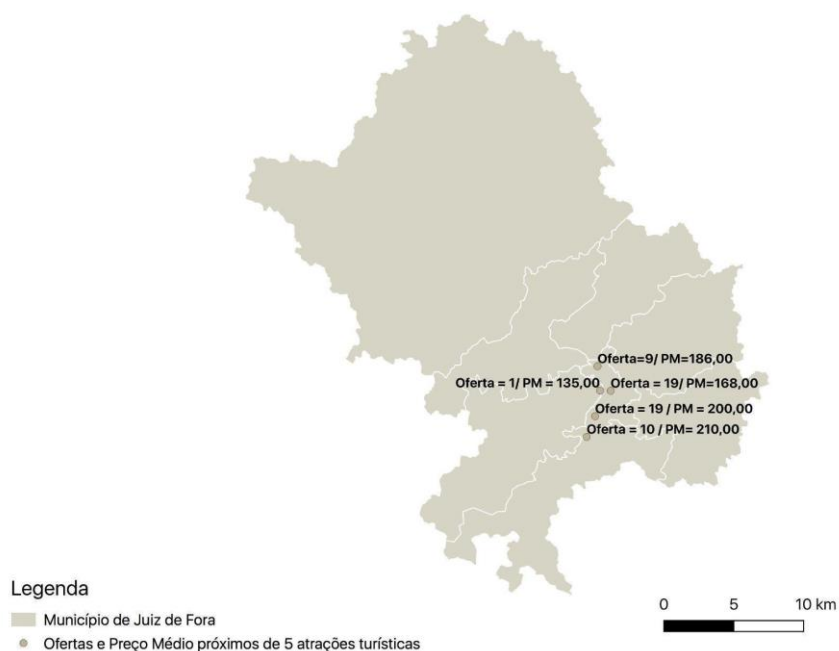 Oferta=9/ PM=186,00
Oferta = 1/ PM = 135,00
Oferta = 19/ PM=168,00
Oferta = 19 / PM = 200,00
Oferta = 10 / PM= 210,00
Legenda
Município de Juiz de Fora
Ofertas e Preço Médio próximos de 5 atrações turísticas
0 5 10 km